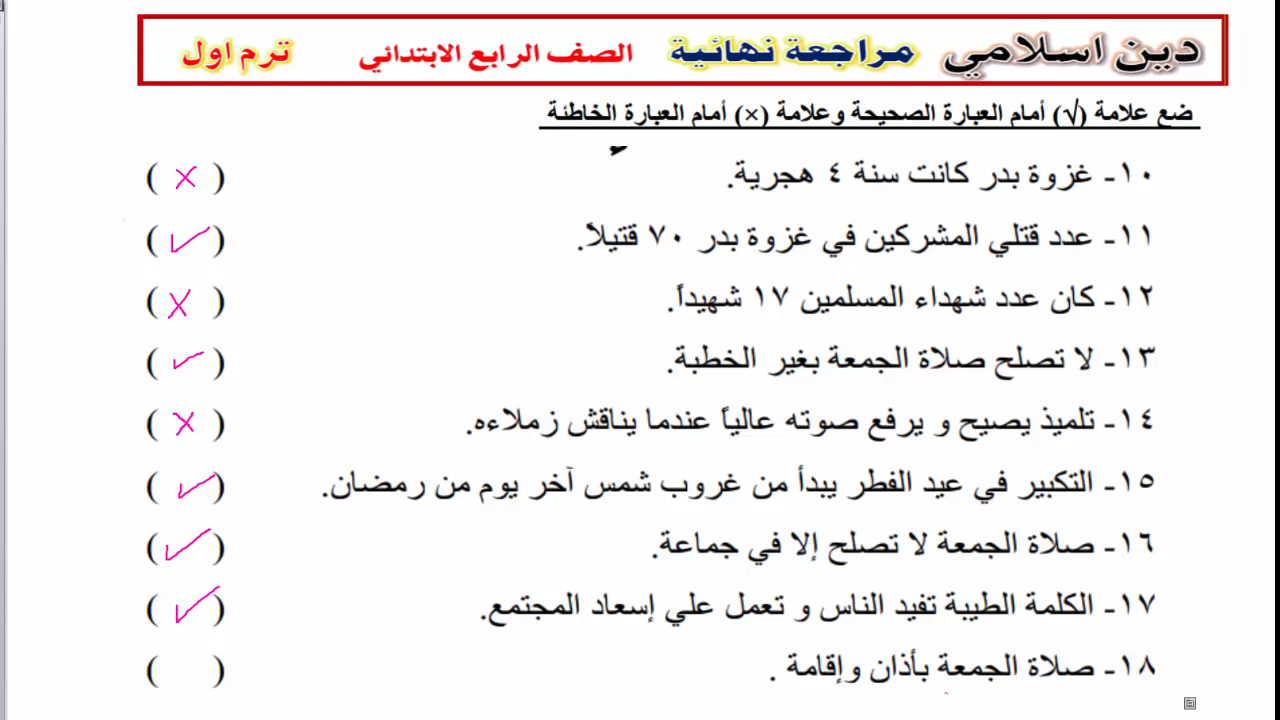 دين اسلامي مراجعة نهائية الصف الرابع الابتدائي ترم اول
ضع علامة (√) أمام العبارة الصحيحة وعلامة (×) أمام العبارة الخاطئة
١٠- غزوة بدر كانت سنة ٤ هجرية. ( × )
١١- عدد قتلي المشركين في غزوة بدر ٧٠ قتيلاً. ( ✓ )
١٢- كان عدد شهداء المسلمين ١٧ شهيداً. ( × )
١٣- لا تصلح صلاة الجمعة بغير الخطبة. ( ✓ )
١٤- تلميذ يصيح و يرفع صوته عالياً عندما يناقش زملاءه. ( × )
١٥- التكبير في عيد الفطر يبدأ من غروب شمس آخر يوم من رمضان. ( ✓ )
١٦- صلاة الجمعة لا تصلح إلا في جماعة. ( ✓ )
١٧- الكلمة الطيبة تفيد الناس و تعمل علي إسعاد المجتمع. ( ✓ )
١٨- صلاة الجمعة بأذان وإقامة . ( )